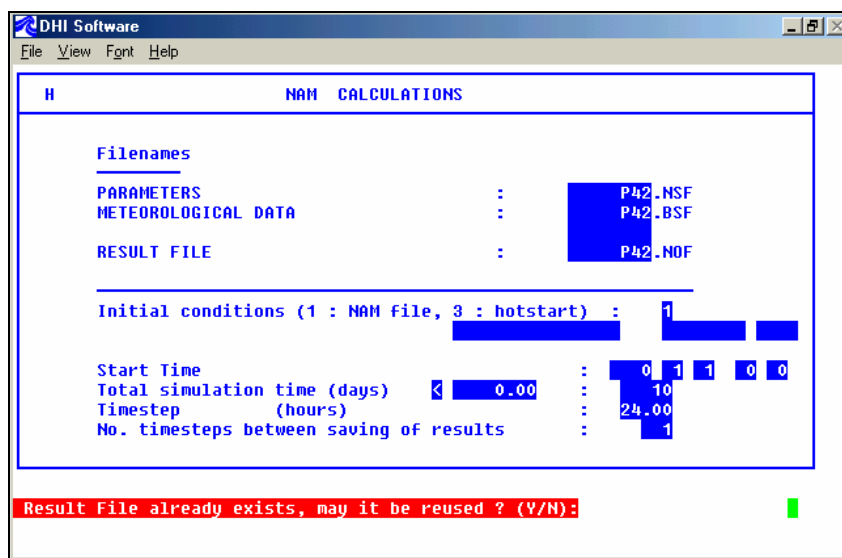 DHI Software
File View Font Help
H NAM CALCULATIONS
Filenames
PARAMETERS : P42.NSF
METEOROLOGICAL DATA : P42.BSF
RESULT FILE : P42.NOF
Initial conditions (1 : NAM file, 3 : hotstart) : 1
Start Time : 0 1 1 0 0
Total simulation time (days) < 0.00 : 10
Timestep (hours) : 24.00
No. timesteps between saving of results : 1
Result File already exists, may it be reused ? (Y/N):